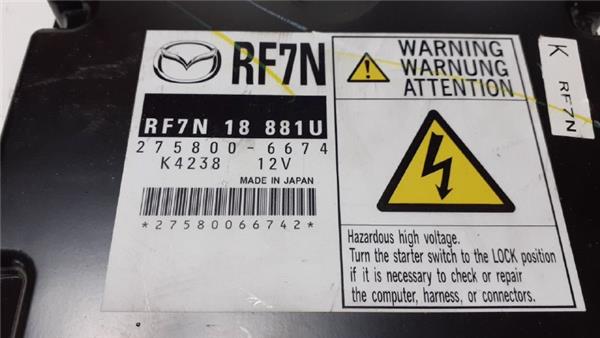 RF7N
RF7N 18 881U
275800-6674
K4238 12V
MADE IN JAPAN
*27580066742*
WARNING
WARNUNG
ATTENTION
Hazardous high voltage.
Turn the starter switch to the LOCK position
if it is necessary to check or repair
the computer, harness, or connectors.
K RF7N